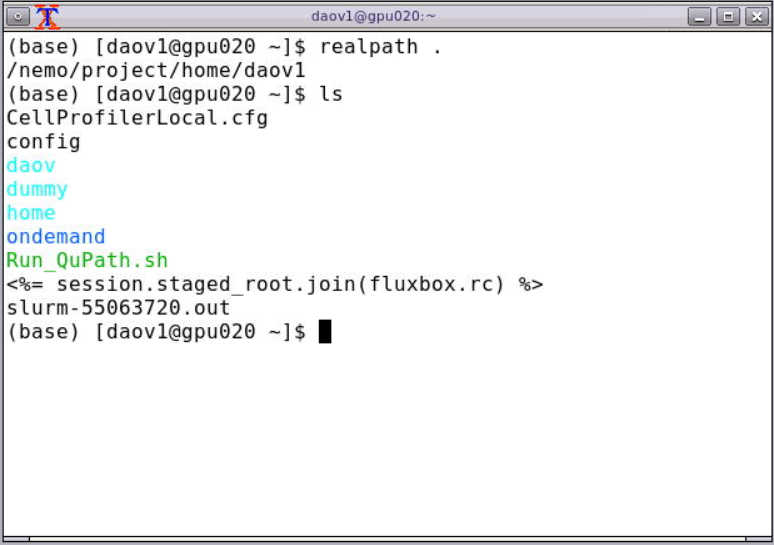 daov1@gpu020:~
(base) [daov1@gpu020 ~]$ realpath .
/nemo/project/home/daov1
(base) [daov1@gpu020 ~]$ ls
CellProfilerLocal.cfg
config
daov
dummy
home
ondemand
Run_QuPath.sh
<%= session.staged_root.join(fluxbox.rc) %>
slurm-55063720.out
(base) [daov1@gpu020 ~]$